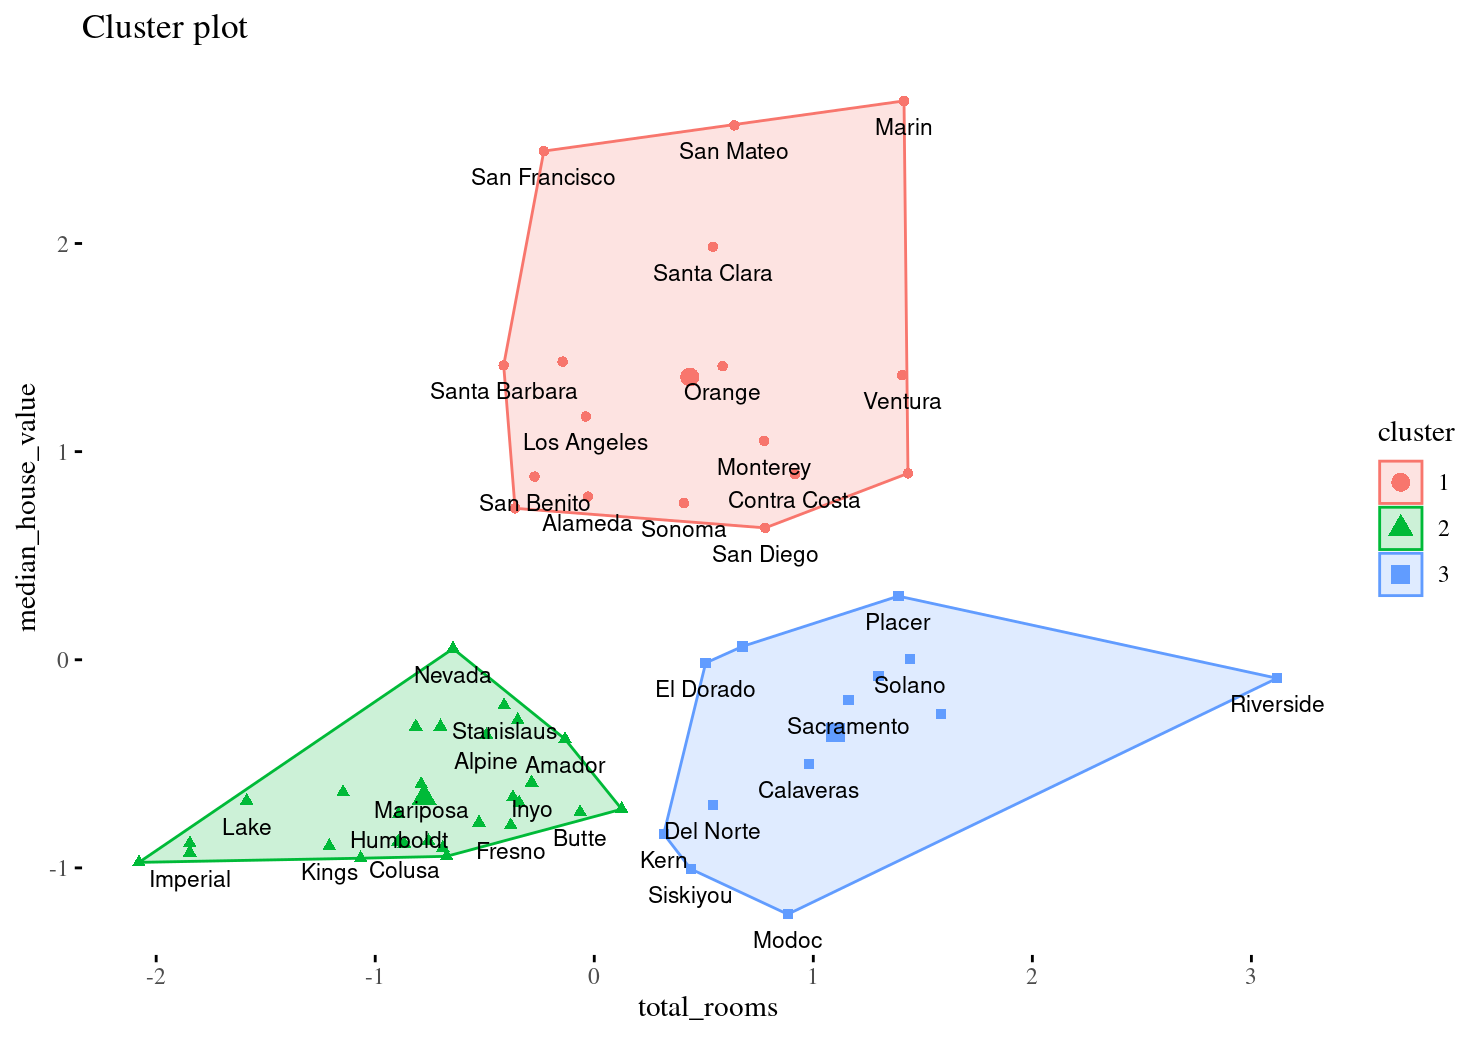 Cluster plot
Marin
San Mateo
San Francisco
2
Santa Clara
Santa Barbara
Orange
Ventura
median_house_value
cluster
Los Angeles
1
Monterey
1
San Benito
Contra Costa
Alameda
Sonoma
2
San Diego
3
Placer
0
Nevada
El Dorado
Solano
Riverside
Stanislaus
Sacramento
Alpine
Amador
Calaveras
Mariposa
Inyo
Lake
Humboldt
Butte
Del Norte
Fresno
Kern
-1
Imperial
Kings
Colusa
Siskiyou
Modoc
-2
-1
0
1
2
3
total_rooms